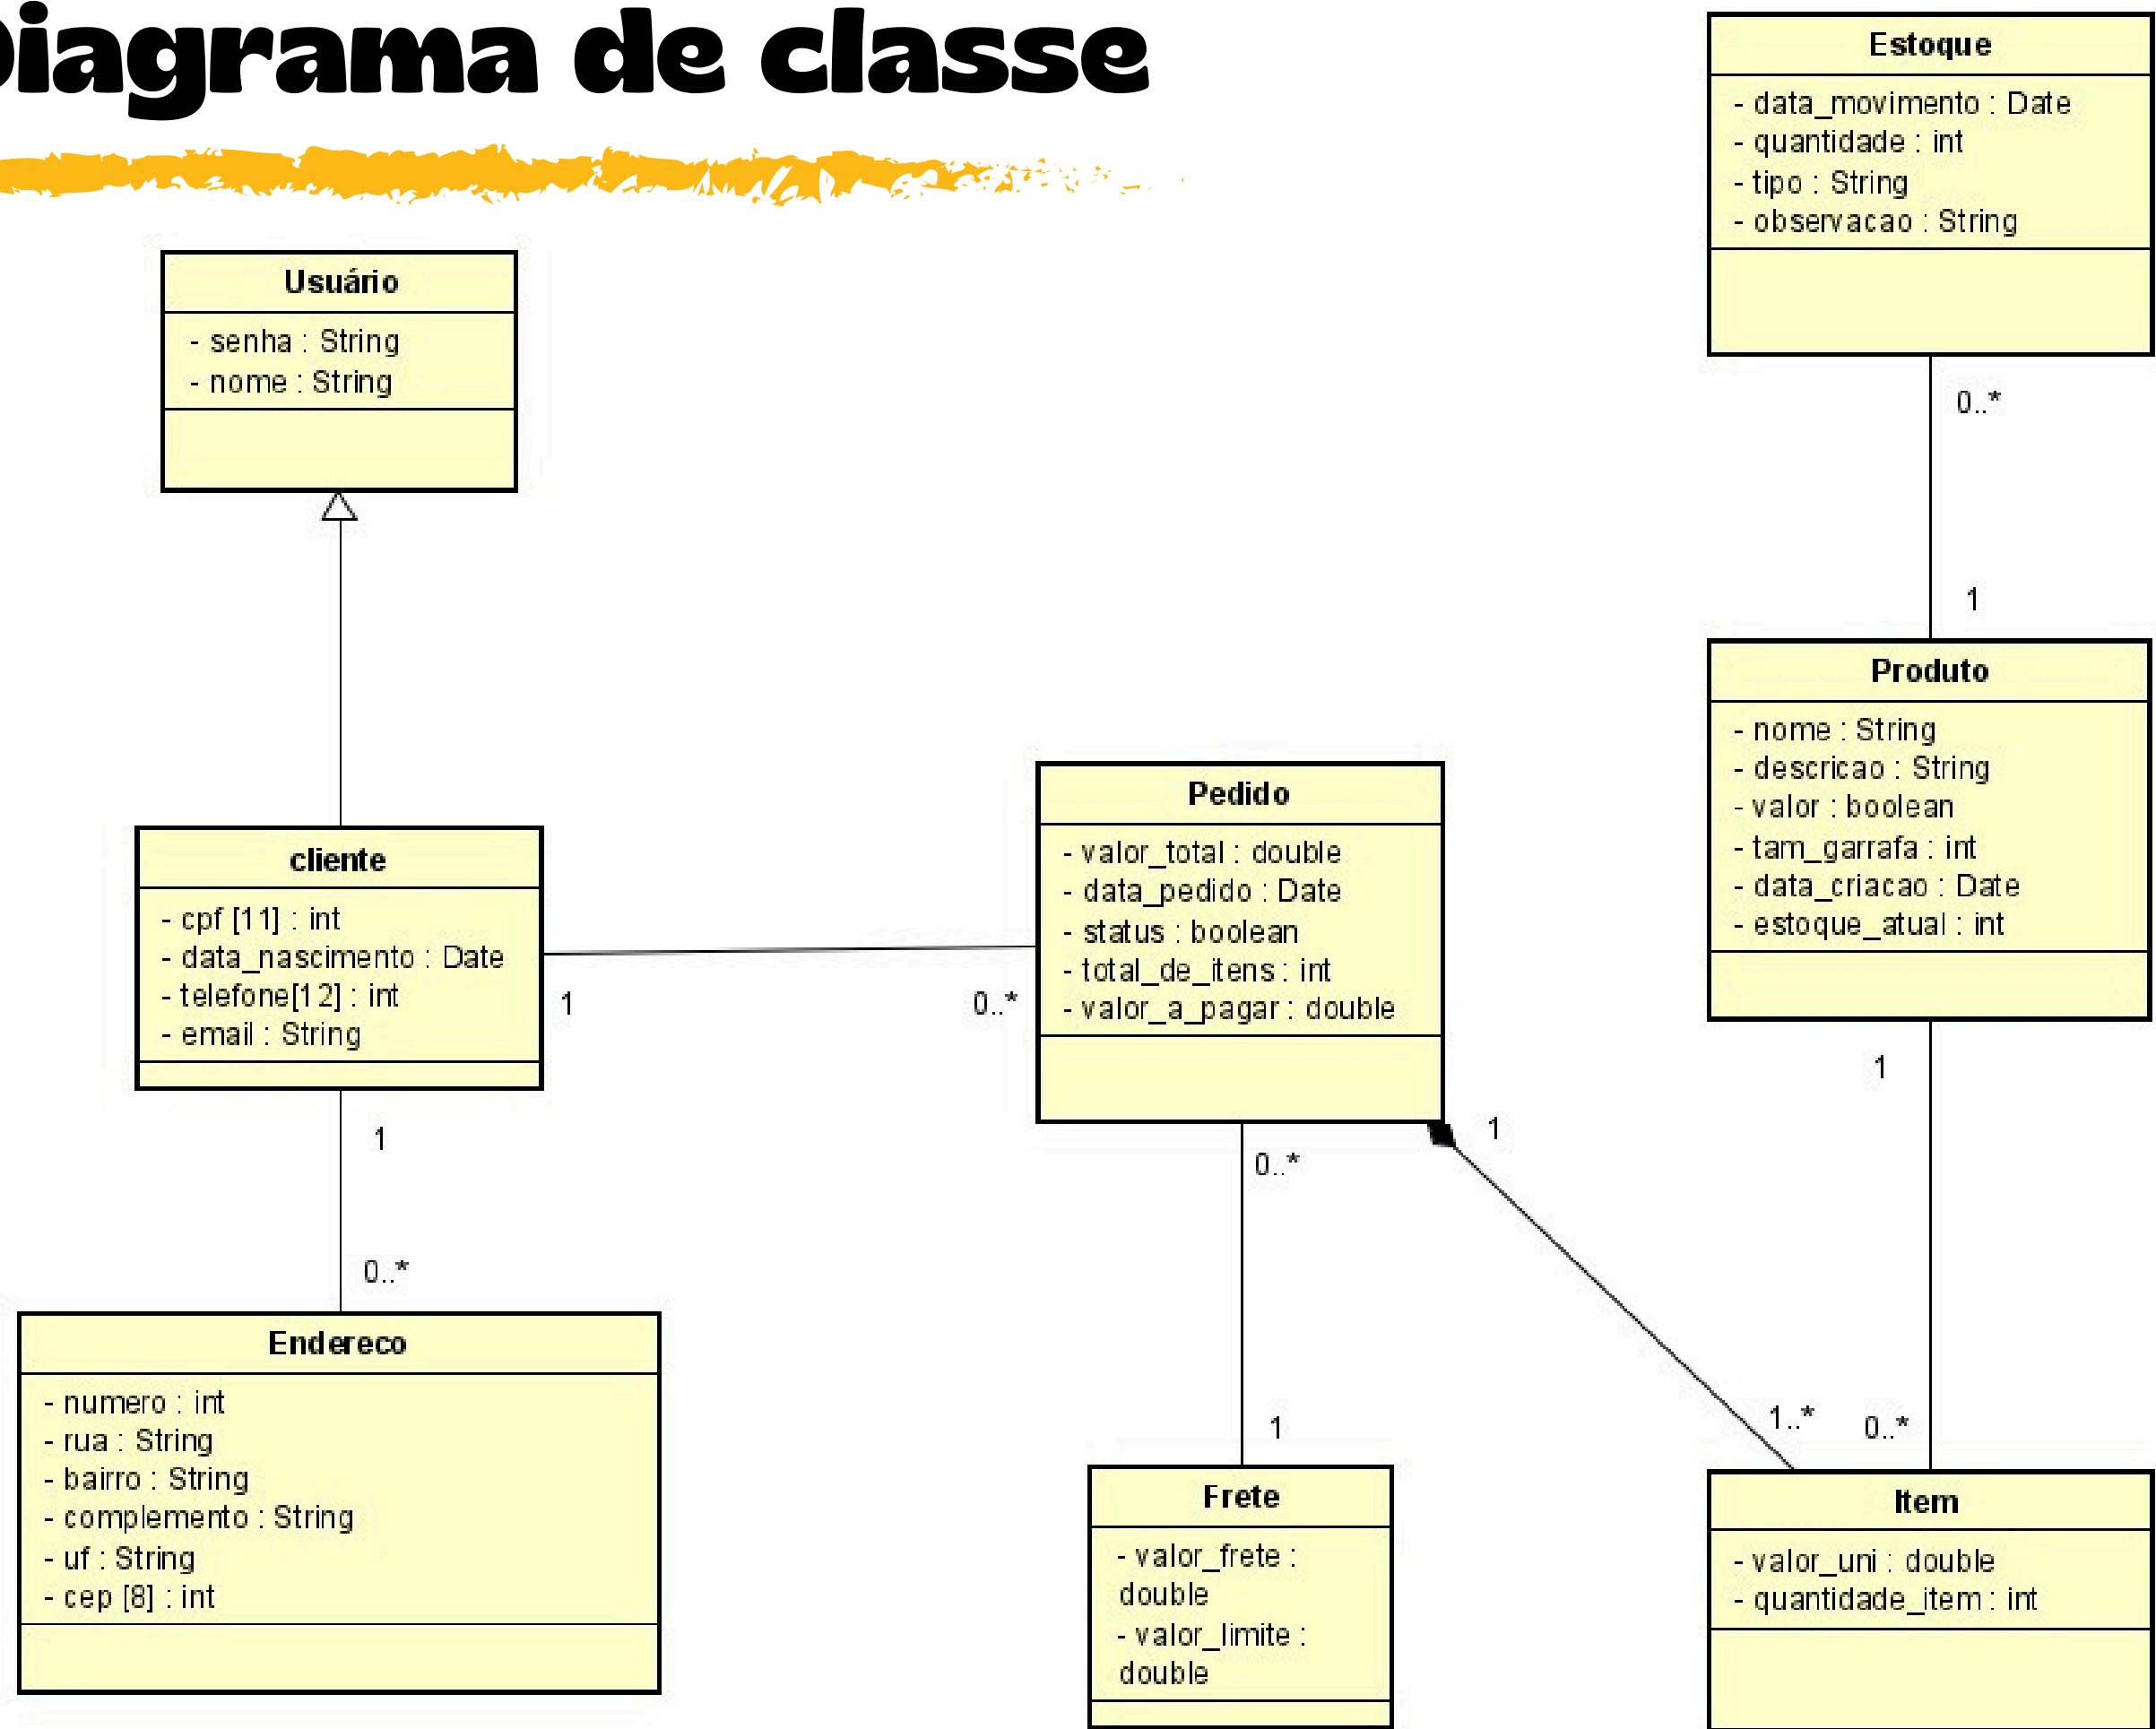 Diagrama de classe
Estoque
- data_movimento : Date
- quantidade : int
- tipo : String
- observacao : String
0..*
1
Usuário
- senha : String
- nome : String
Produto
- nome : String
- descricao : String
- valor : boolean
- tam_garrafa : int
- data_criacao : Date
- estoque_atual : int
1
0..*
cliente
- cpf [11] : int
- data_nascimento : Date
- telefone[12] : int
- email : String
1
0..*
Pedido
- valor_total : double
- data_pedido : Date
- status : boolean
- total_de_itens : int
- valor_a_pagar : double
1
0..*
1
1..*
0..*
1
Endereco
- numero : int
- rua : String
- bairro : String
- complemento : String
- uf : String
- cep [8] : int
Frete
- valor_frete :
double
- valor_limite :
double
Item
- valor_uni : double
- quantidade_item : int